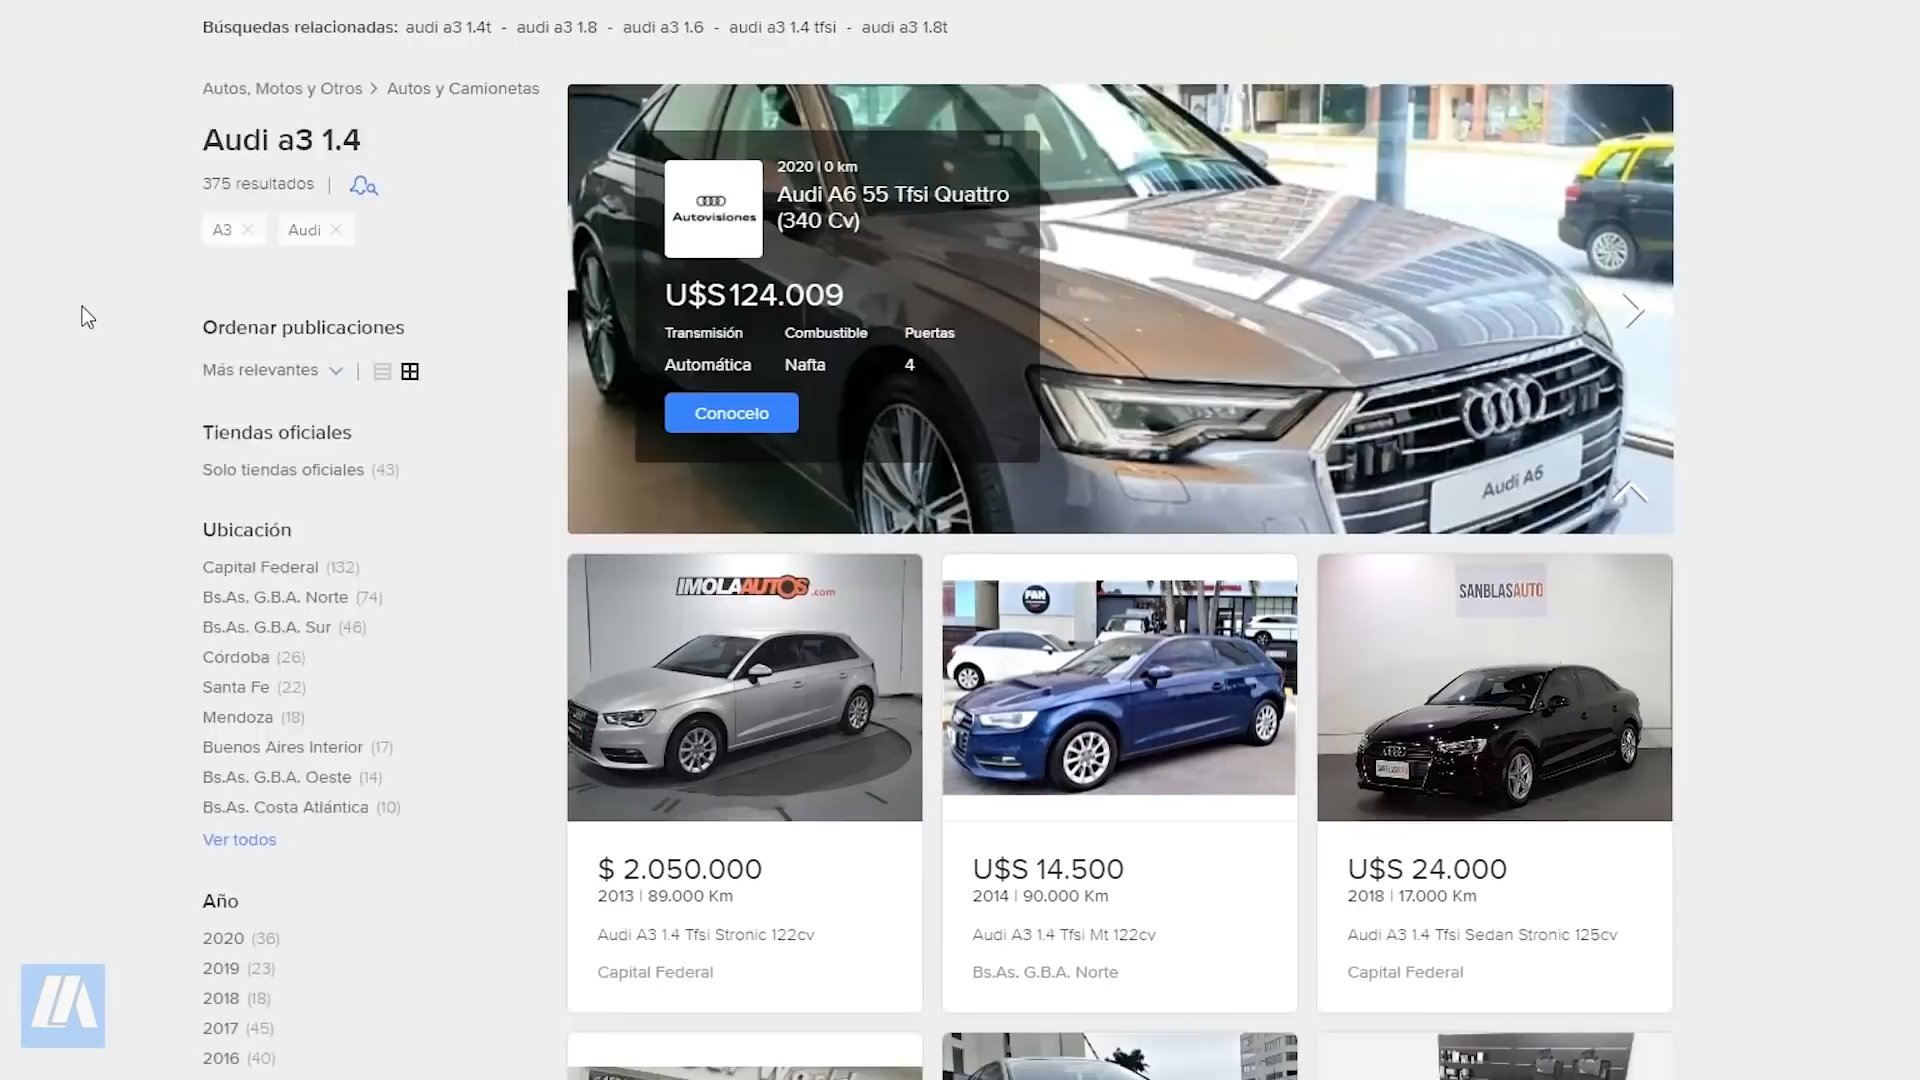 Búsquedas relacionadas: audi a3 1.4t - audi a3 1.8 - audi a3 1.6 - audi a3 1.4 tfsi - audi a3 1.8t
Autos, Motos y Otros > Autos y Camionetas
Audi a3 1.4
375 resultados |
A3 × Audi ×
Ordenar publicaciones
Más relevantes
Tiendas oficiales
Solo tiendas oficiales (43)
Ubicación
Capital Federal (132)
Bs.As. G.B.A. Norte (74)
Bs.As. G.B.A. Sur (46)
Córdoba (26)
Santa Fe (22)
Mendoza (18)
Buenos Aires Interior (17)
Bs.As. G.B.A. Oeste (14)
Bs.As. Costa Atlántica (10)
Ver todos
Año
2020 (36)
2019 (23)
2018 (18)
2017 (45)
2016 (40)
Autovisiones
2020 | 0 km
Audi A6 55 Tfsi Quattro
(340 Cv)
U$S 124.009
Transmisión Combustible Puertas
Automática Nafta 4
Conocelo
Audi A6
IMOLAAUTOS.com
$ 2.050.000
2013 | 89.000 Km
Audi A3 1.4 Tfsi Stronic 122cv
Capital Federal
FAN
U$S 14.500
2014 | 90.000 Km
Audi A3 1.4 Tfsi Mt 122cv
Bs.As. G.B.A. Norte
SANBLASAUTO
SANBLASAUTO
U$S 24.000
2018 | 17.000 Km
Audi A3 1.4 Tfsi Sedan Stronic 125cv
Capital Federal